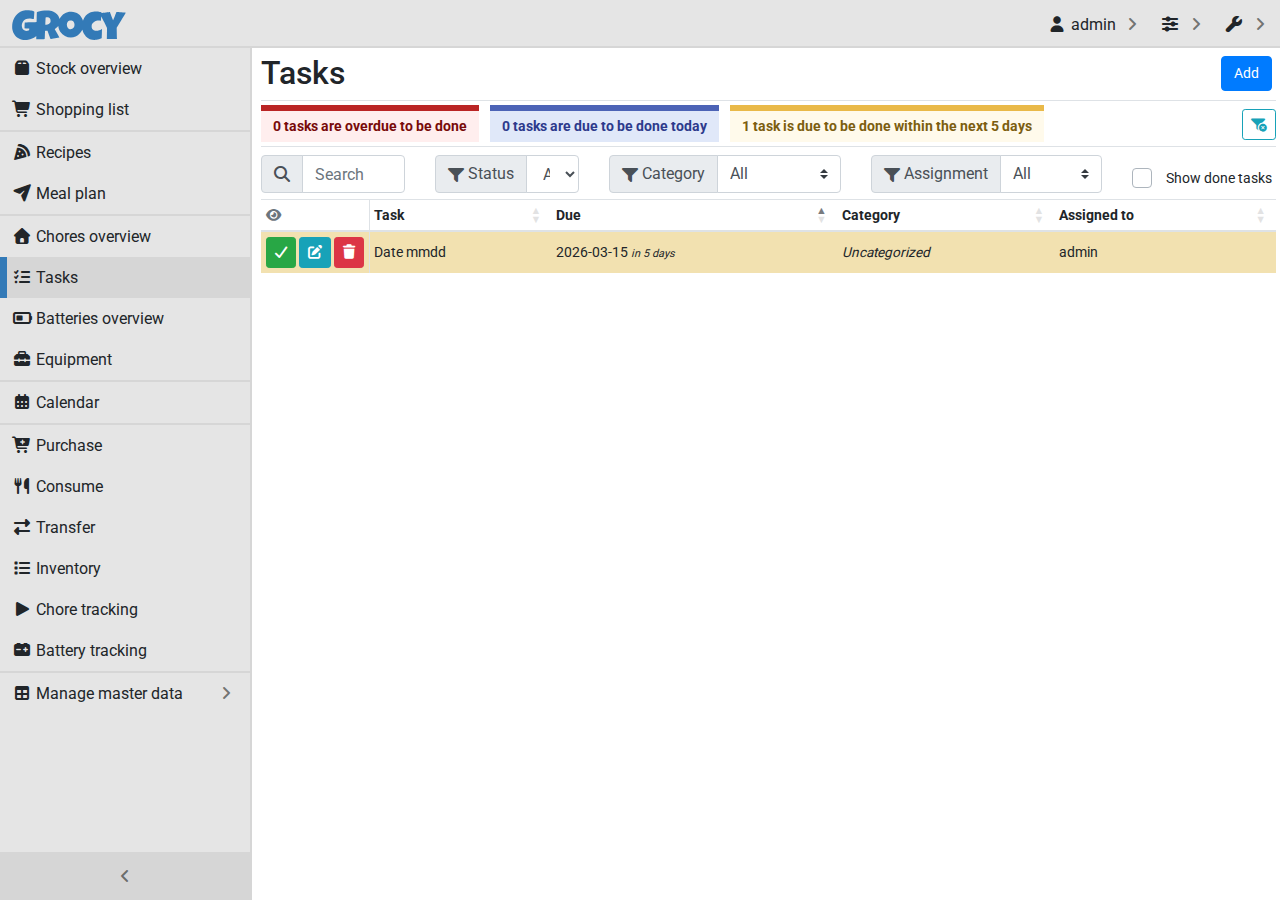 GROCY
admin
Stock overview
Shopping list
Recipes
Meal plan
Chores overview
Tasks
Batteries overview
Equipment
Calendar
Purchase
Consume
Transfer
Inventory
Chore tracking
Battery tracking
Manage master data
Tasks
Add
0 tasks are overdue to be done
0 tasks are due to be done today
1 task is due to be done within the next 5 days
Search
Status
Category
All
Assignment
All
Show done tasks
Task Due Category Assigned to
Date mmdd 2026-03-15 in 5 days Uncategorized admin